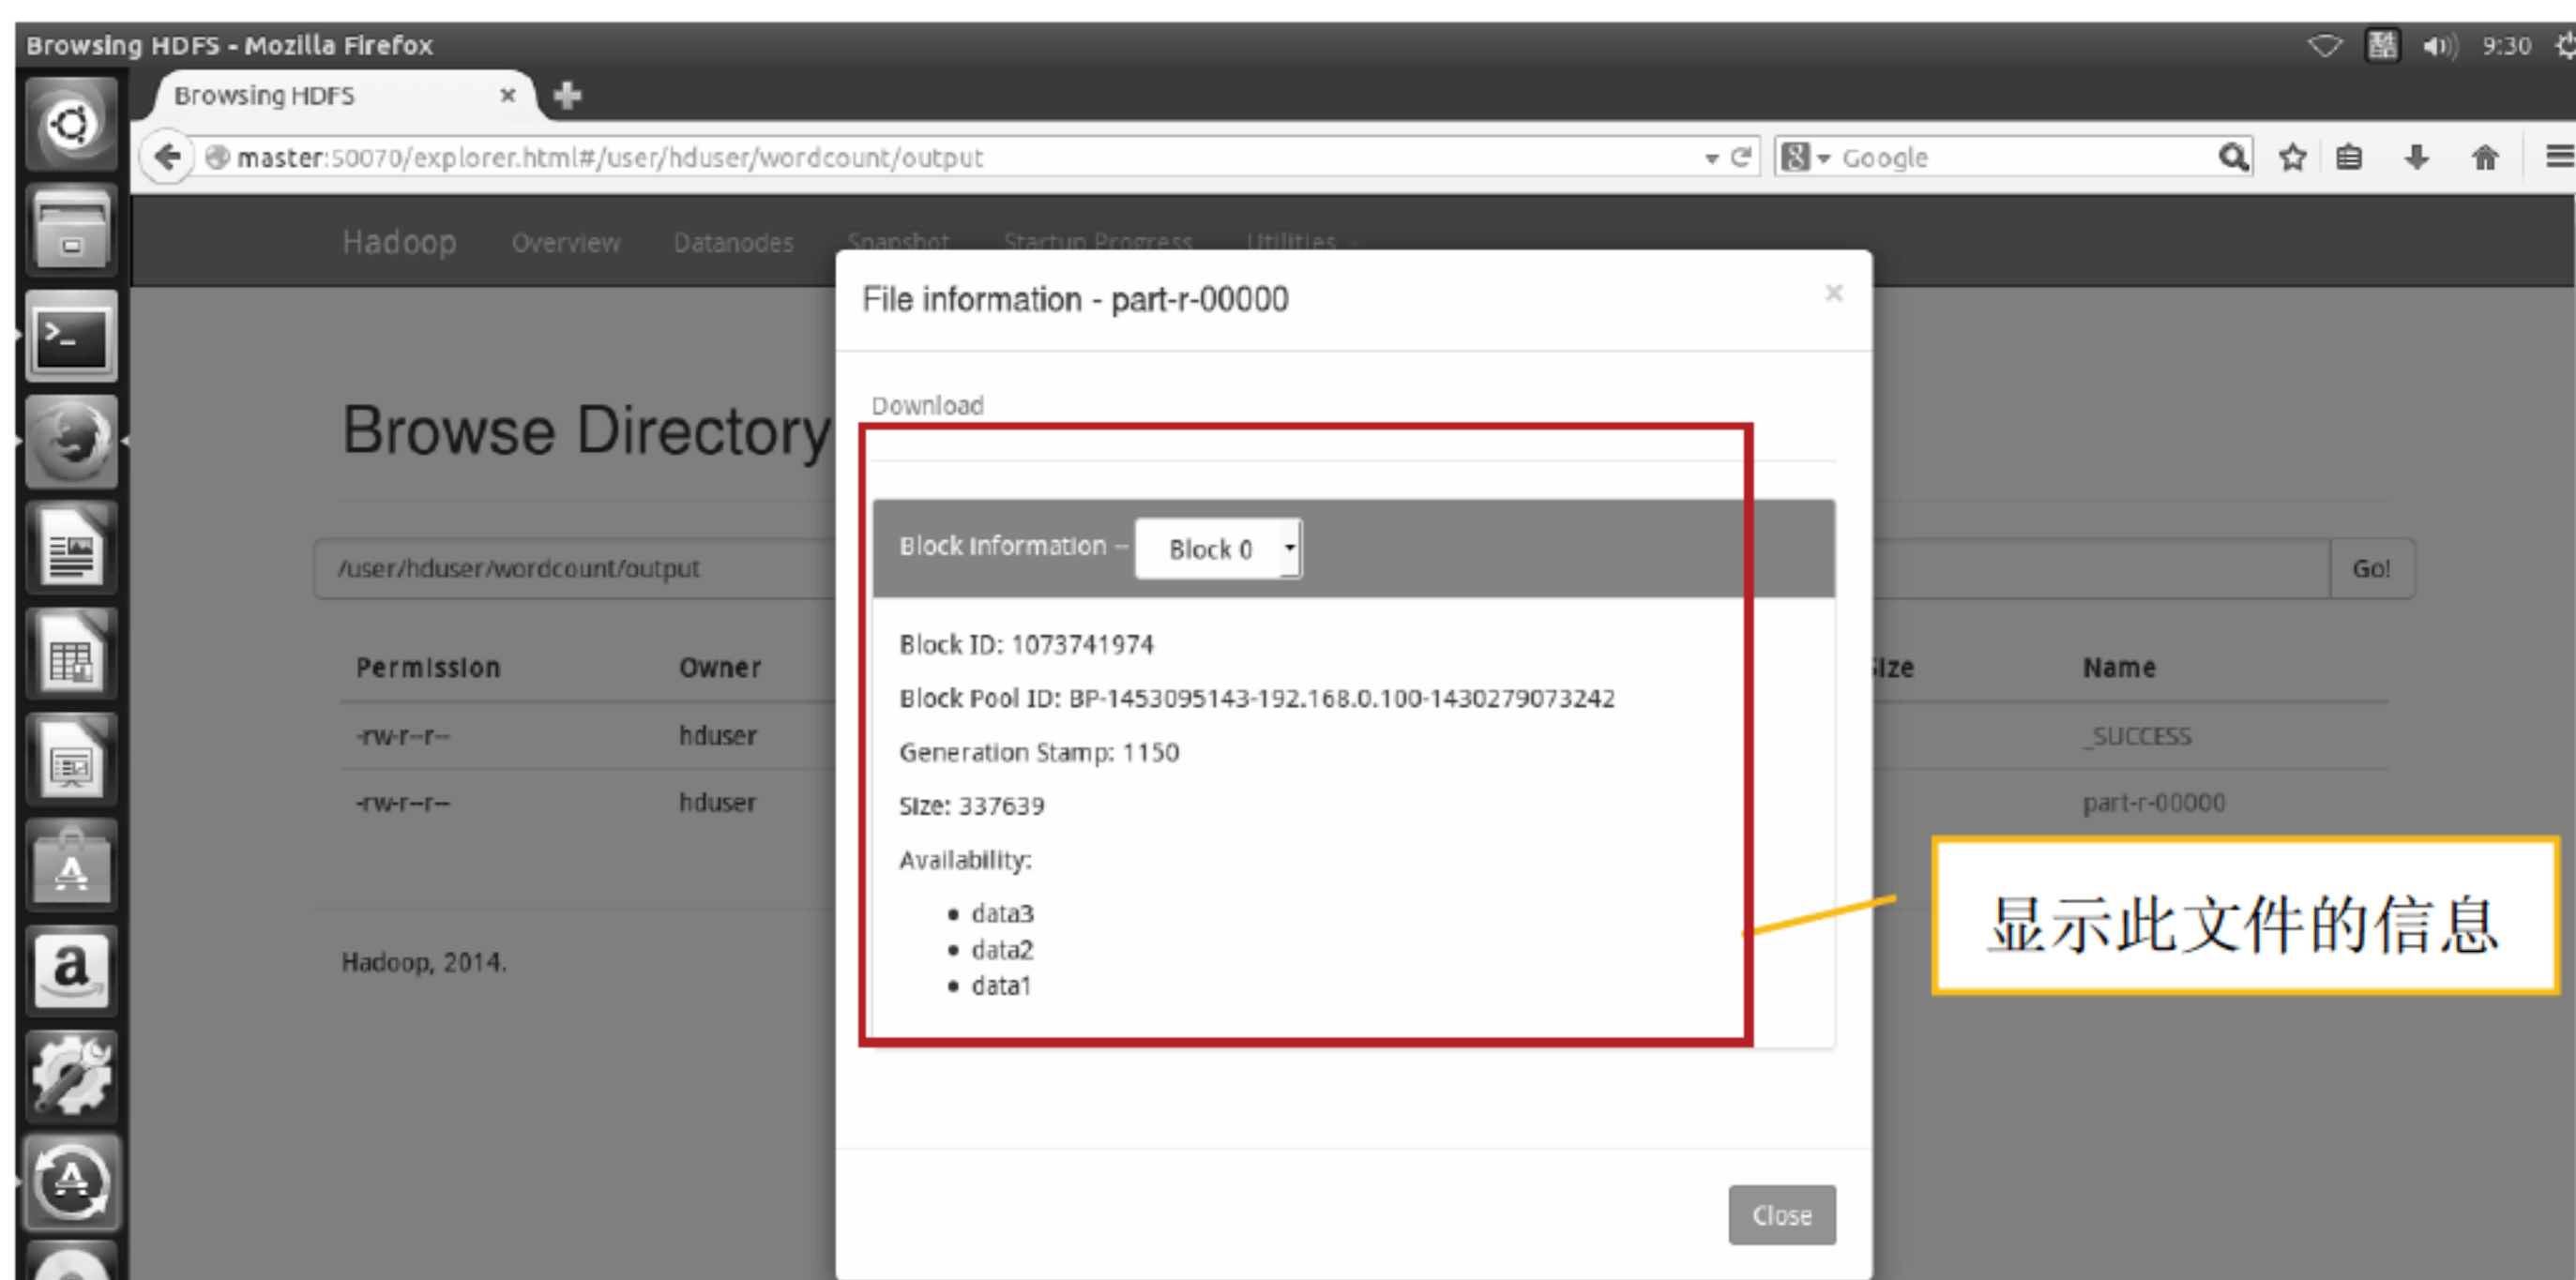 Browsing HDFS - Mozilla Firefox
酷 9:30
Browsing HDFS
master:50070/explorer.html#/user/hduser/wordcount/output
8 Google
Hadoop Overview Datanodes Snapshot Startup Progress Utilities
File information - part-r-00000
Download
Browse Directory
Block Information -- Block 0
/user/hduser/wordcount/output
Go!
Block ID: 1073741974
Permission Owner Name
Block Pool ID: BP-1453095143-192.168.0.100-1430279073242
-rw-r--r-- hduser _SUCCESS
Generation Stamp: 1150
-rw-r--r-- hduser part-r-00000
Size: 337639
Availability:
data3
data2
data1
显示此文件的信息
Hadoop, 2014.
Close